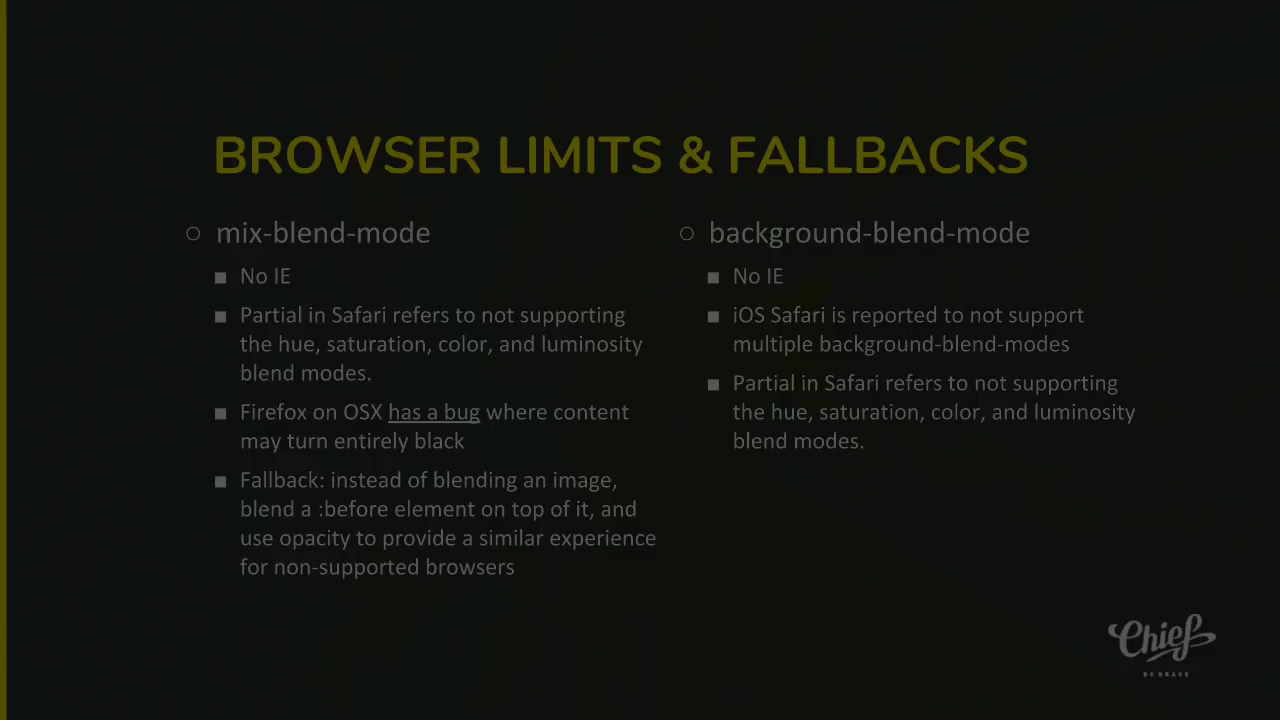 BROWSER LIMITS & FALLBACKS
○ mix-blend-mode
■ No IE
■ Partial in Safari refers to not supporting
the hue, saturation, color, and luminosity
blend modes.
■ Firefox on OSX has a bug where content
may turn entirely black
■ Fallback: instead of blending an image,
blend a :before element on top of it, and
use opacity to provide a similar experience
for non-supported browsers
○ background-blend-mode
■ No IE
■ iOS Safari is reported to not support
multiple background-blend-modes
■ Partial in Safari refers to not supporting
the hue, saturation, color, and luminosity
blend modes.
Chief
BE BRAVE